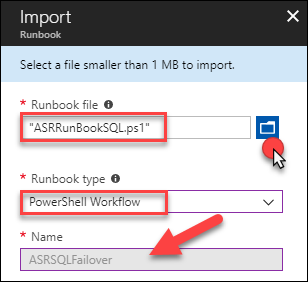 Import
Runbook
Select a file smaller than 1 MB to import.
* Runbook file
"ASRRunBookSQL.ps1"
* Runbook type
PowerShell Workflow
* Name
ASRSQLFailover